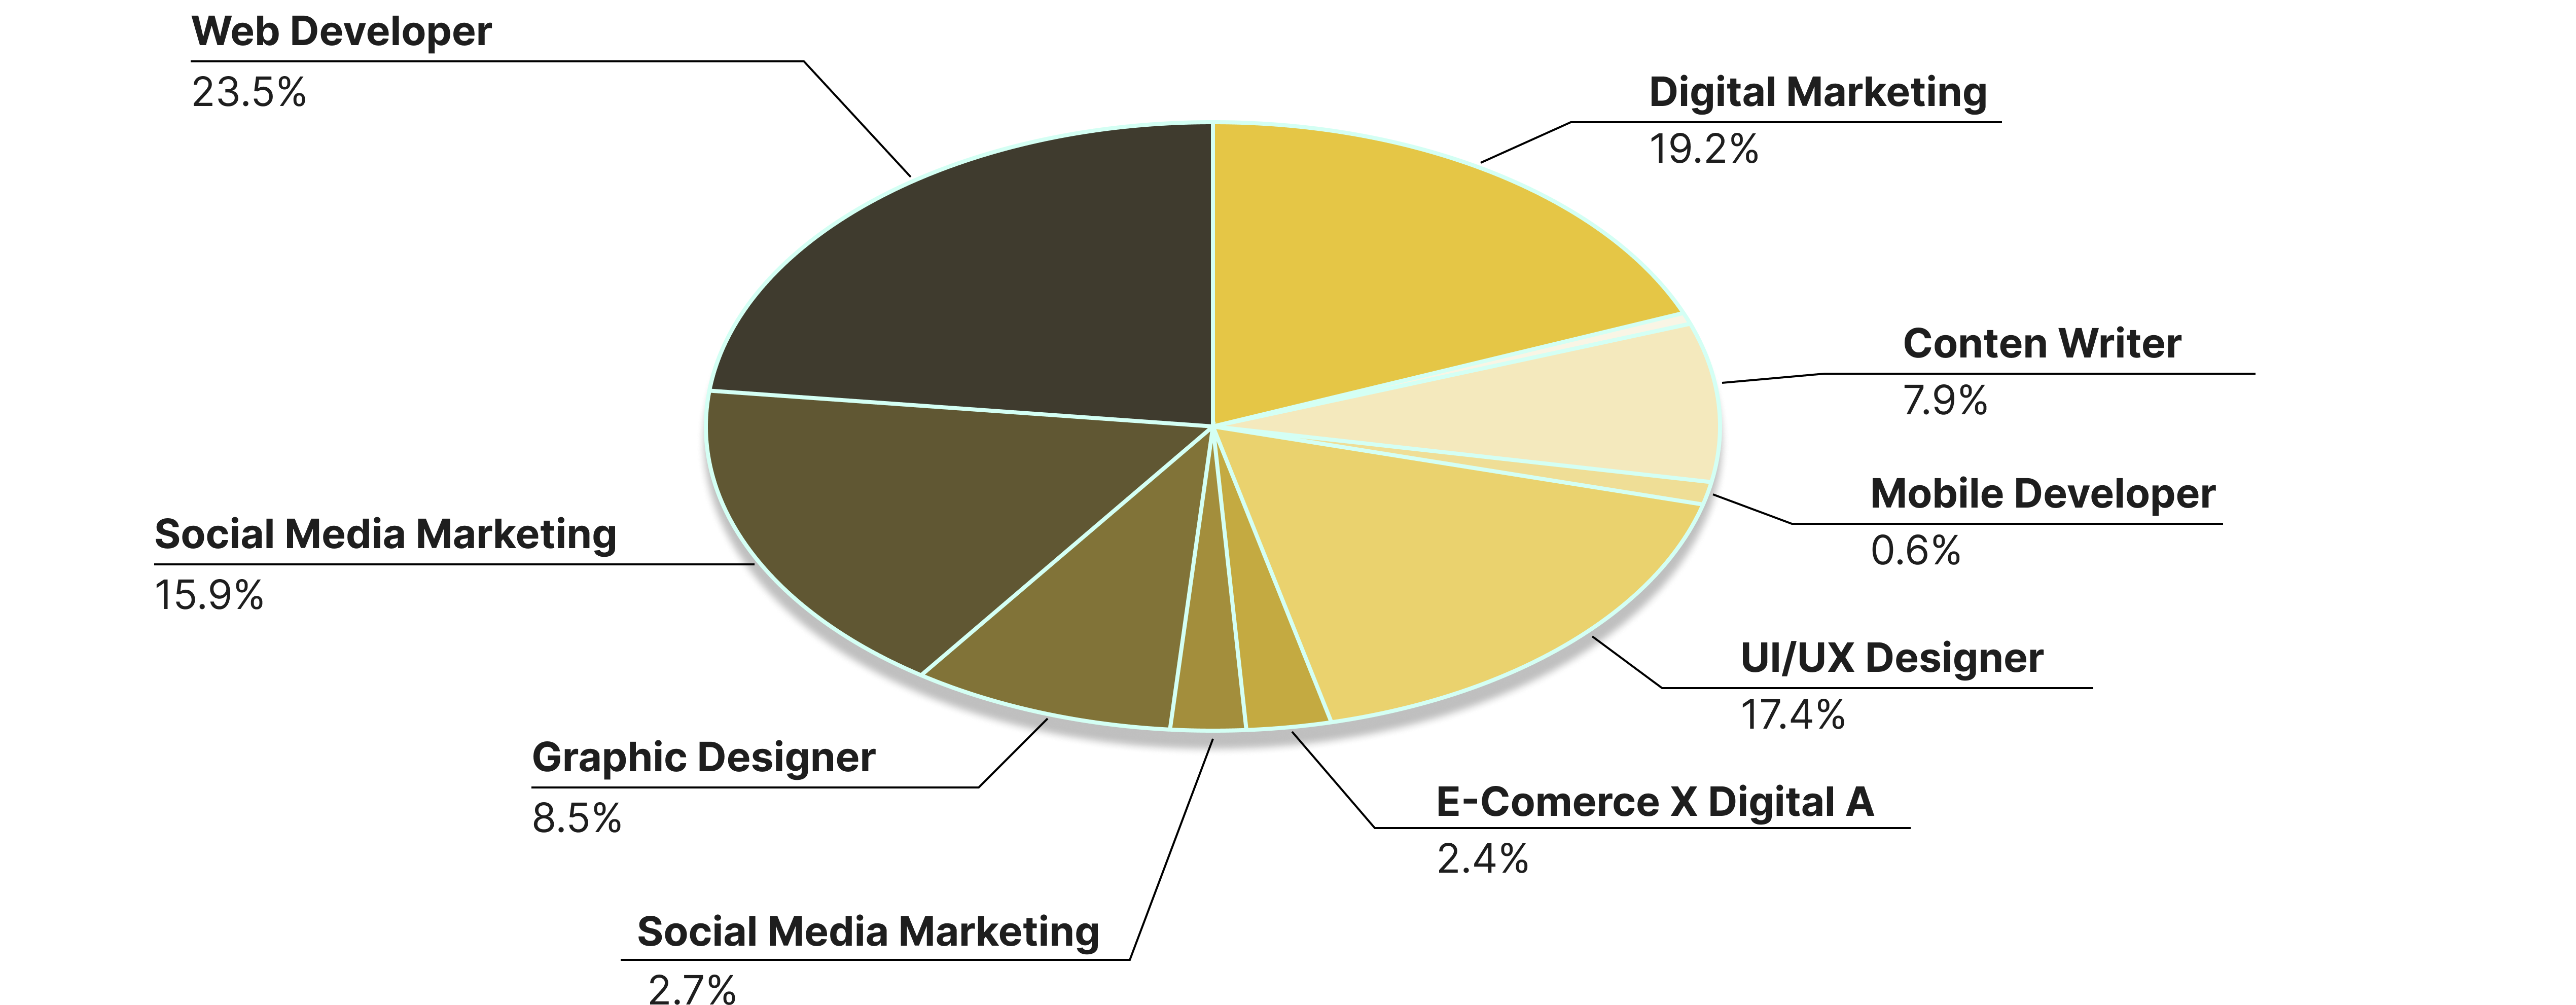 Web Developer
23.5%
Digital Marketing
19.2%
Conten Writer
7.9%
Mobile Developer
0.6%
Social Media Marketing
15.9%
UI/UX Designer
17.4%
Graphic Designer
8.5%
E-Comerce X Digital A
2.4%
Social Media Marketing
2.7%